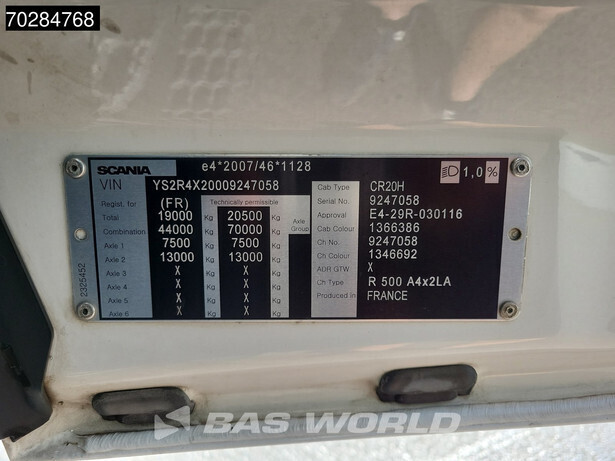 70284768
SCANIA e4*2007/46*1128 1,0%
VIN YS2R4X20009247058
Regist. for (FR) Technically permissible
Total 19000 Kg 20500 Kg Axle Group
Combination 44000 Kg 70000 Kg
Axle 1 7500 Kg 7500 Kg
Axle 2 13000 Kg 13000 Kg
Axle 3 X Kg X Kg
Axle 4 X Kg X Kg
Axle 5 X Kg X Kg
Axle 6 X Kg X Kg
Cab Type CR20H
Serial No. 9247058
Approval E4-29R-030116
Cab Colour 1366386
Ch No. 9247058
Ch Colour 1346692
ADR GTW X
Ch Type R 500 A4x2LA
Produced in FRANCE
2325452
BAS WORLD